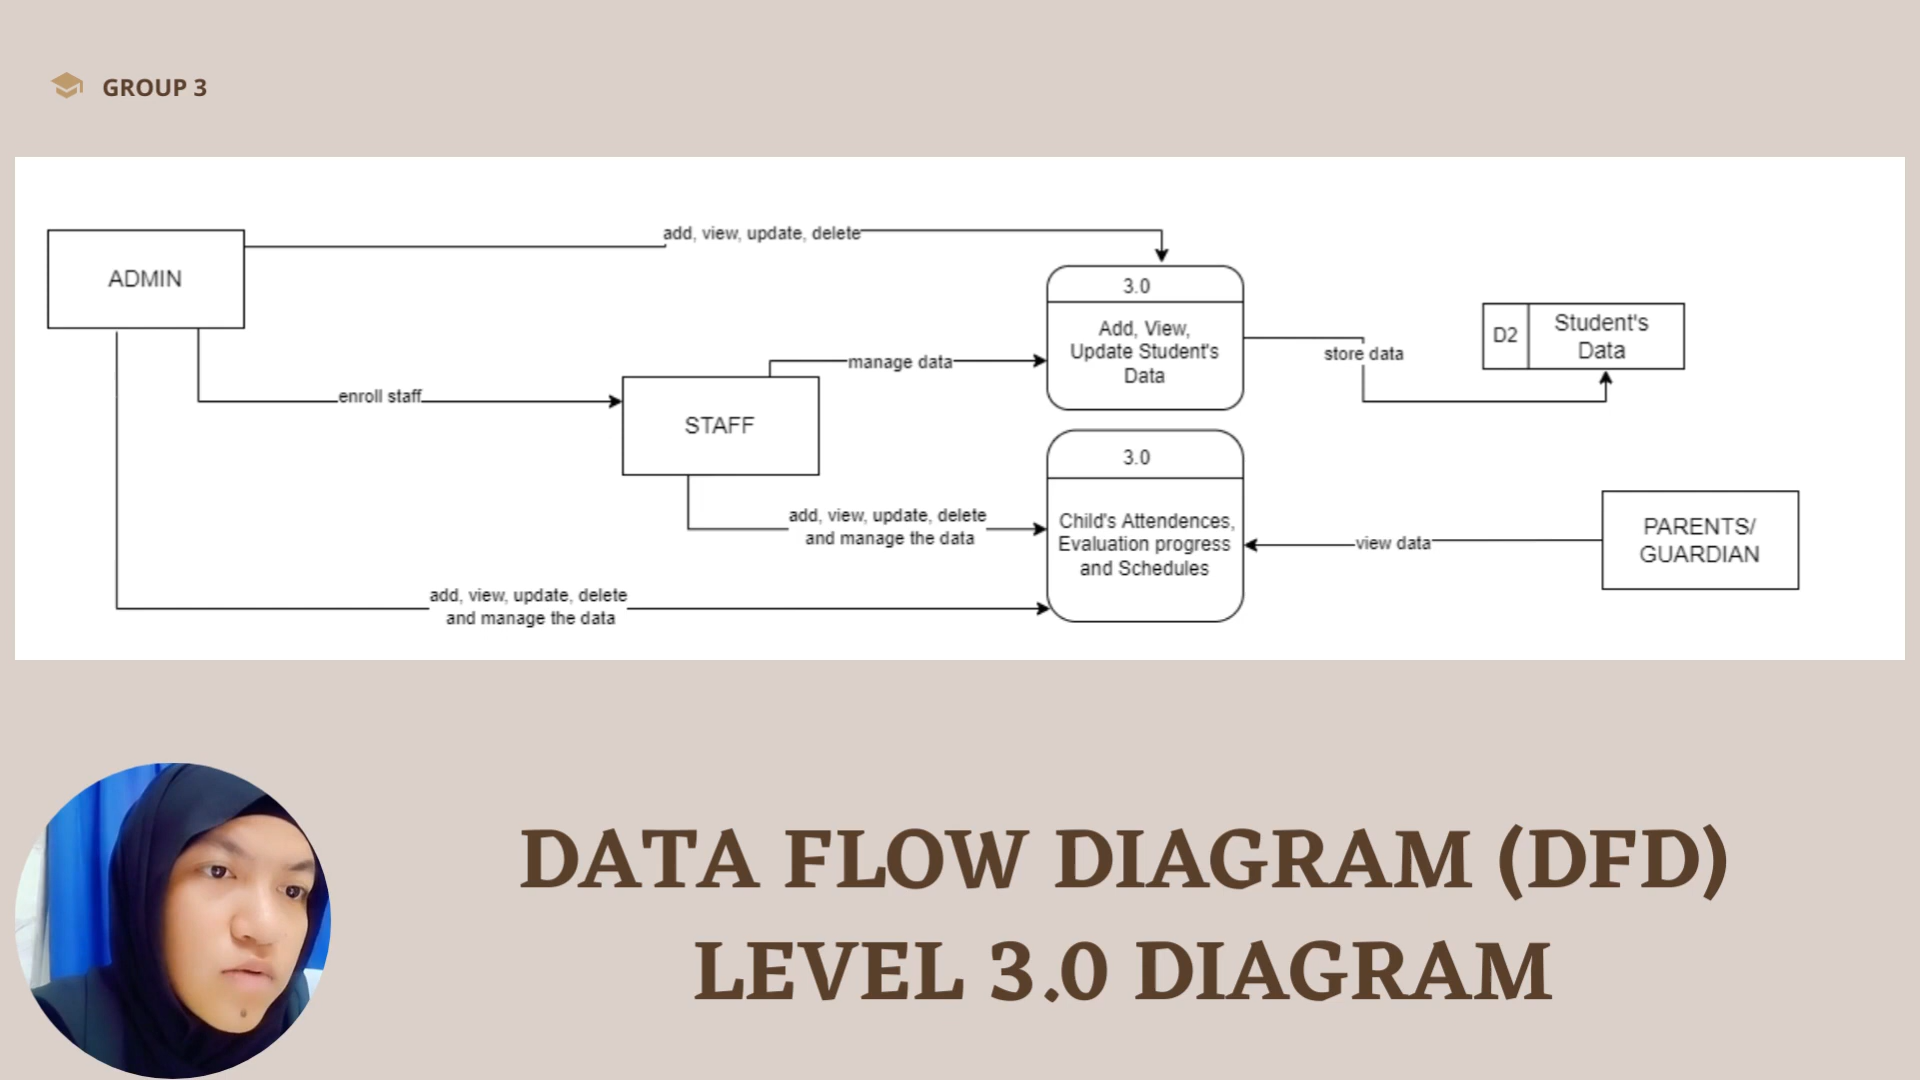 GROUP 3
add, view, update, delete
ADMIN
3.0
Add, View,
Update Student's
Data
D2
Student's
Data
store data
manage data
enroll staff
STAFF
3.0
Child's Attendences,
Evaluation progress
and Schedules
add, view, update, delete
and manage the data
view data
PARENTS/
GUARDIAN
add, view, update, delete
and manage the data
DATA FLOW DIAGRAM (DFD)
LEVEL 3.0 DIAGRAM